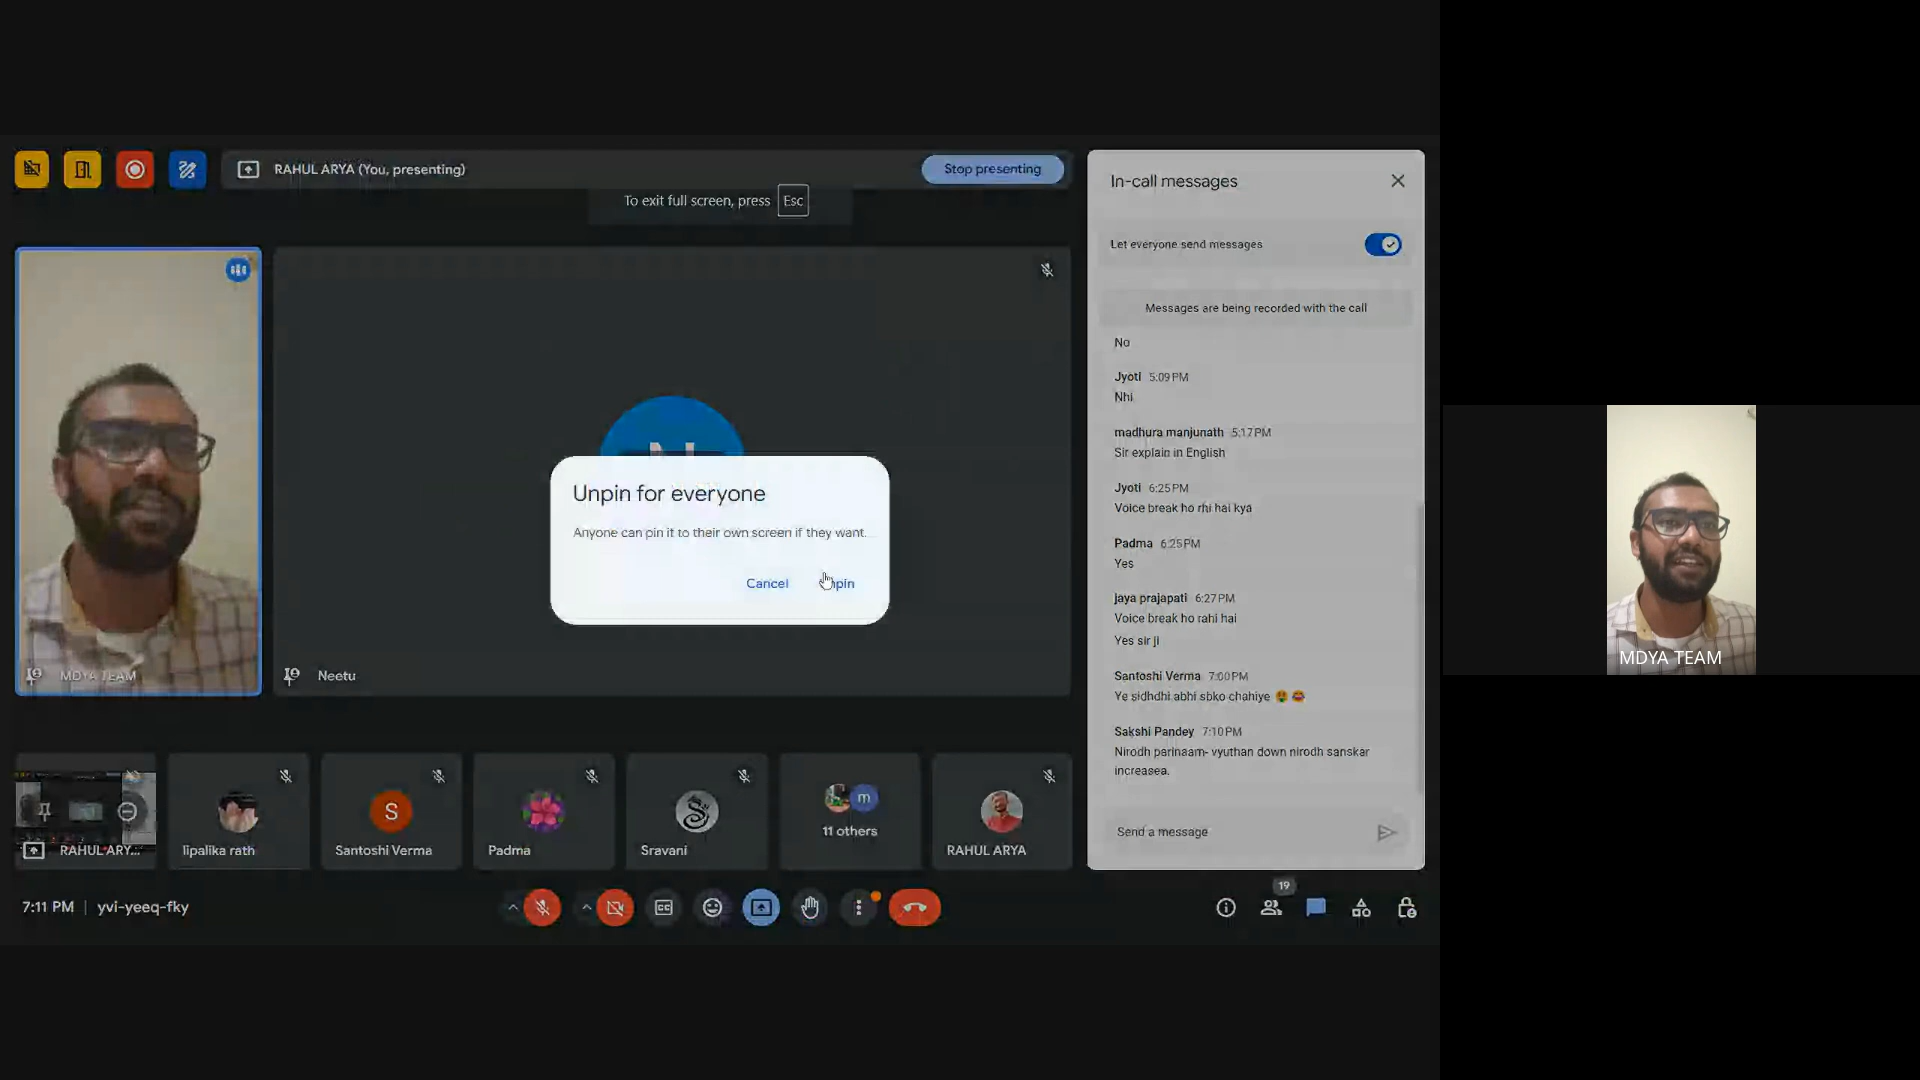 RAHUL ARYA (You, presenting)
Stop presenting
To exit full screen, press Esc
MDYA TEAM
Neetu
Unpin for everyone
Anyone can pin it to their own screen if they want.
Cancel
RAHUL ARY...
lipalika rath
S
Santoshi Verma
Padma
Sravani
m
11 others
RAHUL ARYA
7:11 PM | yvi-yeeq-fky
CC
19
In-call messages
Let everyone send messages
Messages are being recorded with the call
No
Jyoti 5:09 PM
Nhi
madhura manjunath 5:17 PM
Sir explain in English
Jyoti 6:25 PM
Voice break ho rhi hai kya
Padma 6:25 PM
Yes
jaya prajapati 6:27 PM
Voice break ho rahi hai
Yes sir ji
Santoshi Verma 7:00 PM
Ye sidhdhi abhi sbko chahiye
Sakshi Pandey 7:10 PM
Nirodh parinaam- vyuthan down nirodh sanskar
increasea.
Send a message
MDYA TEAM